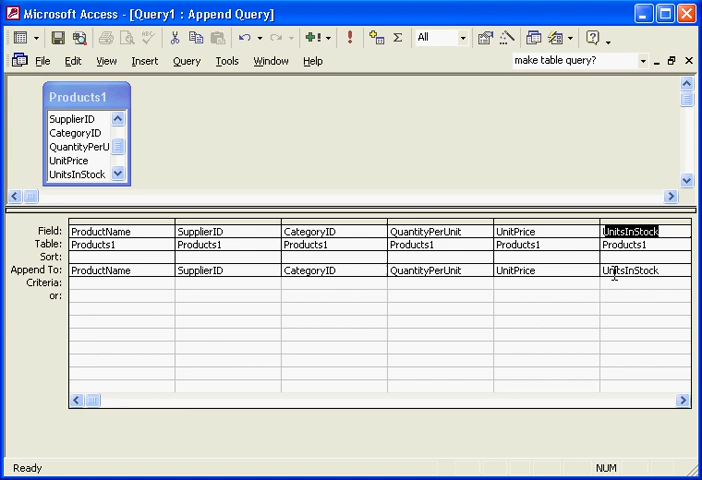 Microsoft Access - [Query1 : Append Query]
All
File Edit View Insert Query Tools Window Help make table query?
Products1
SupplierID
CategoryID
QuantityPerU
UnitPrice
UnitsInStock
Field: ProductName SupplierID CategoryID QuantityPerUnit UnitPrice UnitsInStock
Table: Products1 Products1 Products1 Products1 Products1 Products1
Sort:
Append To: ProductName SupplierID CategoryID QuantityPerUnit UnitPrice UnitsInStock
Criteria:
or:
Ready NUM